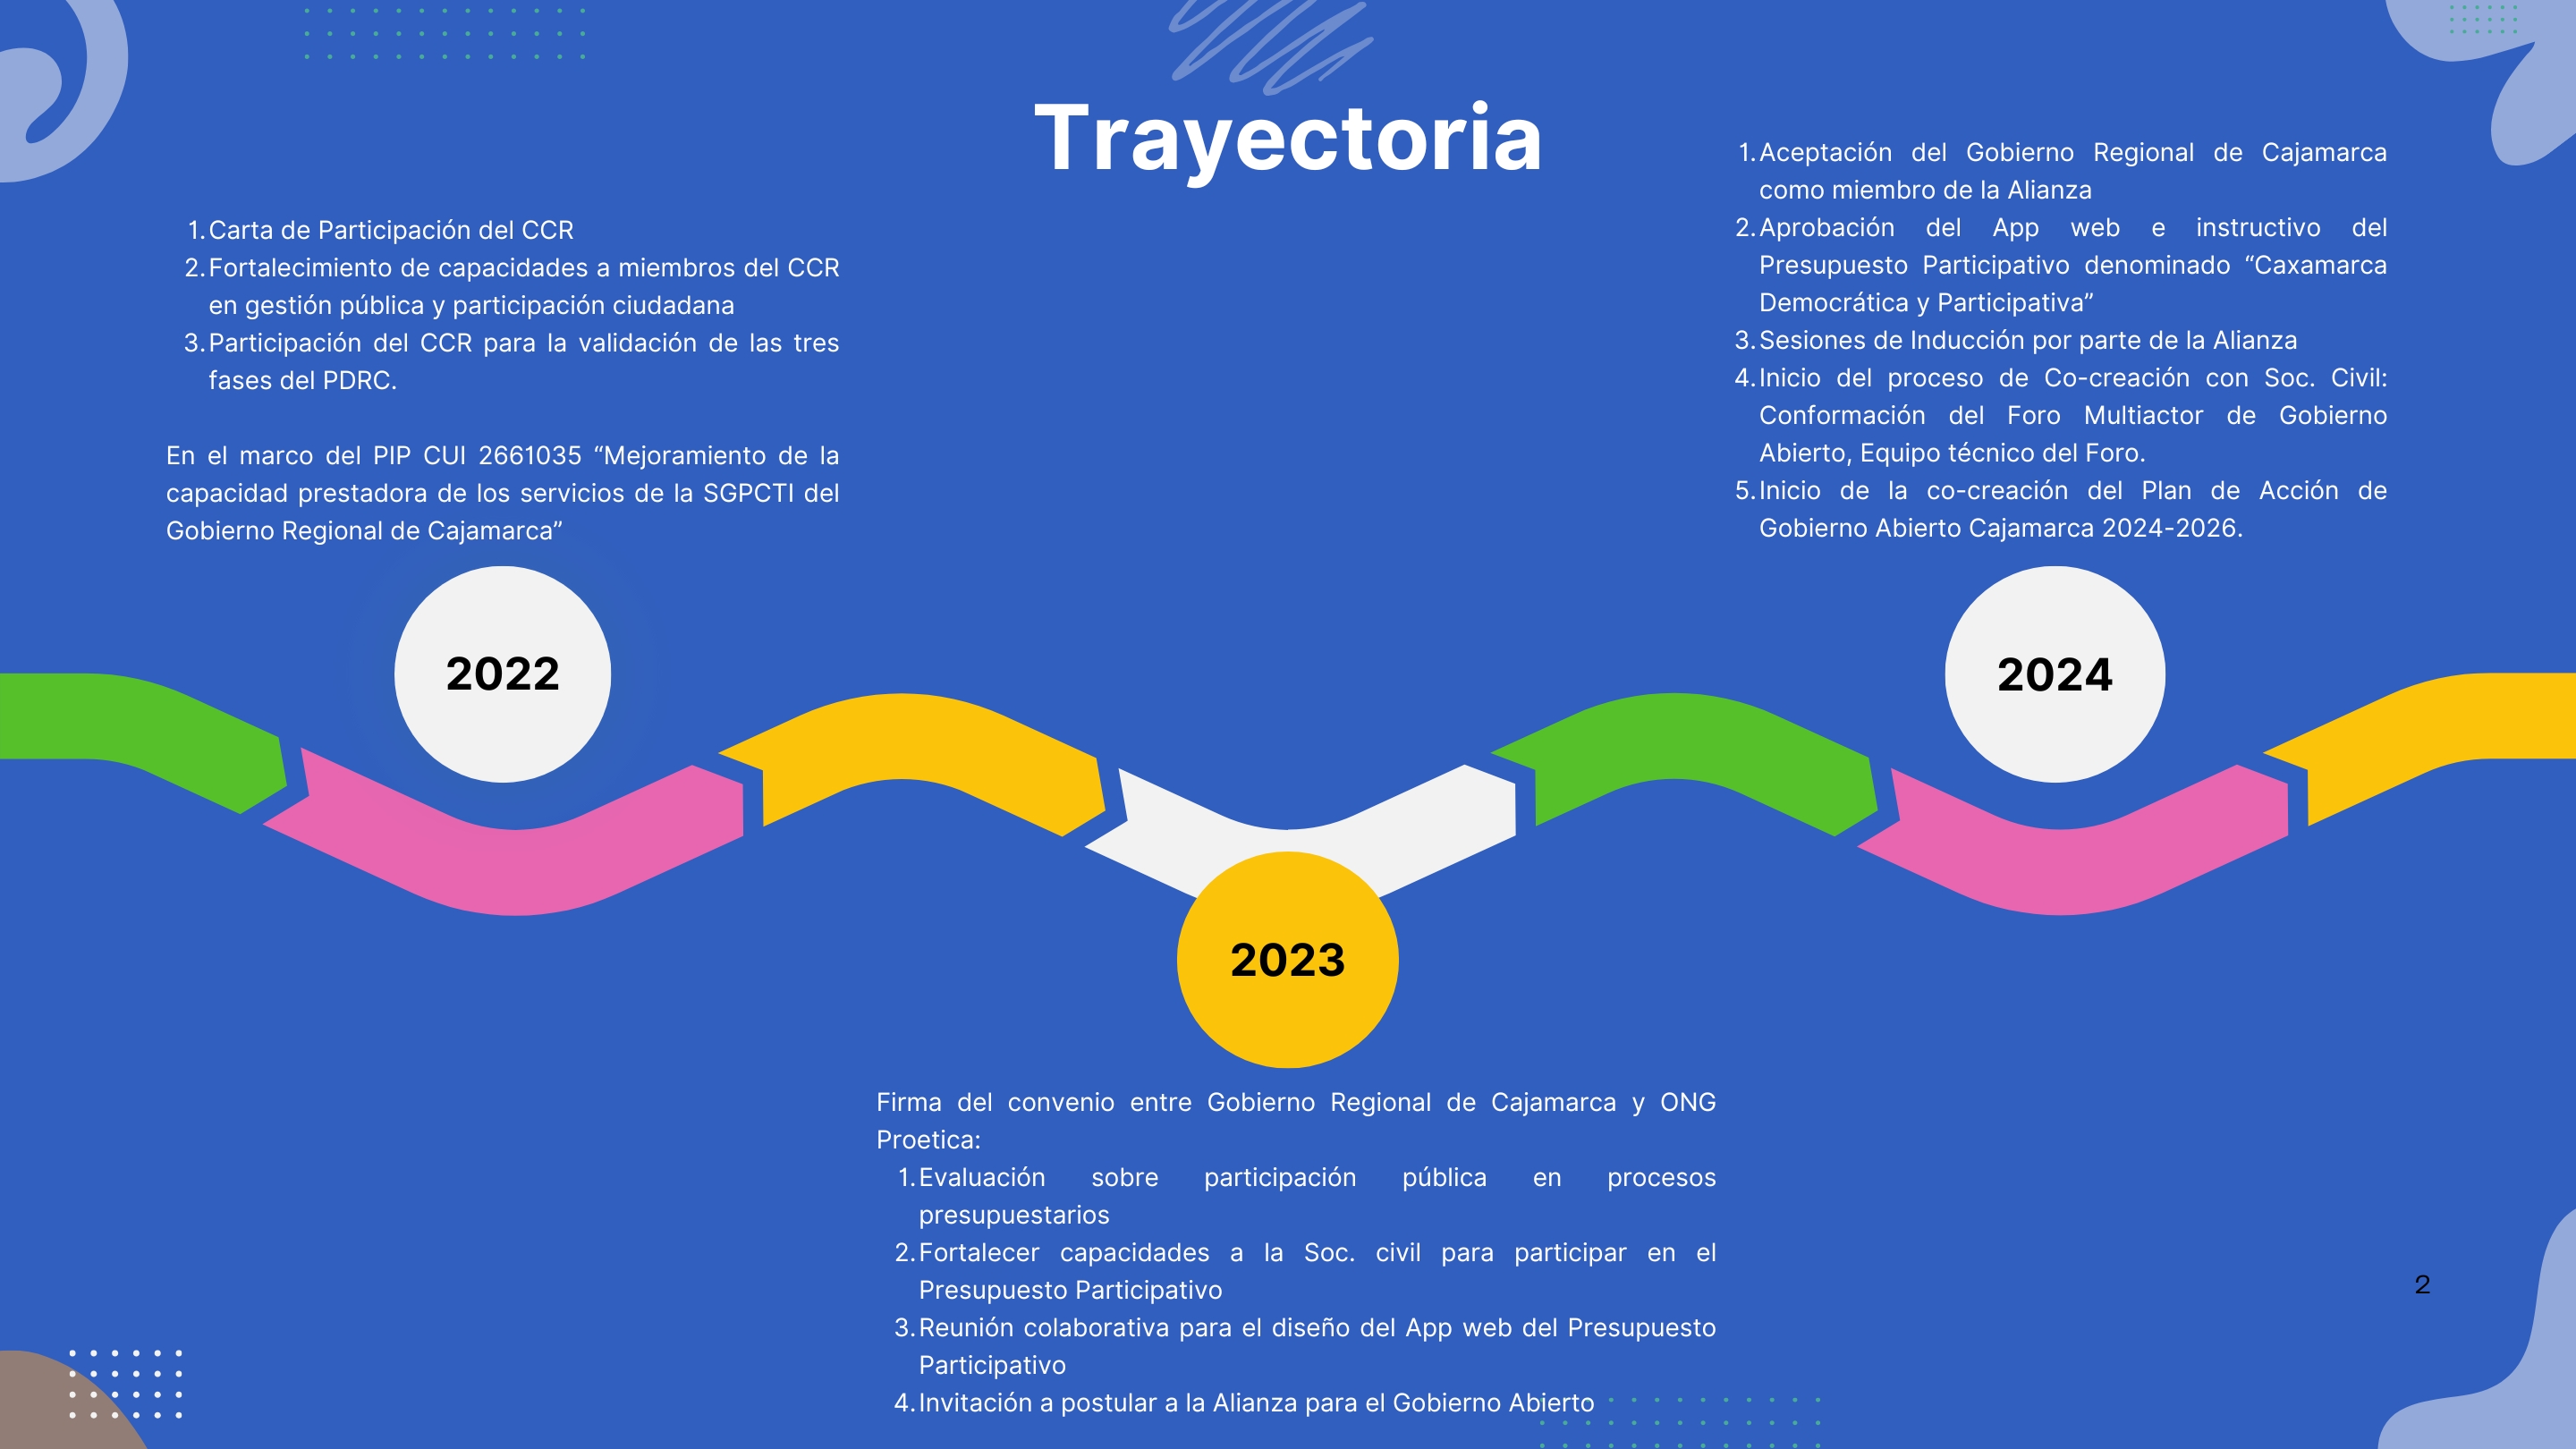 Trayectoria
1. Carta de Participación del CCR
2. Fortalecimiento de capacidades a miembros del CCR
en gestión pública y participación ciudadana
3. Participación del CCR para la validación de las tres
fases del PDRC.
En el marco del PIP CUI 2661035 “Mejoramiento de la
capacidad prestadora de los servicios de la SGPCTI del
Gobierno Regional de Cajamarca”
2022
2023
Firma del convenio entre Gobierno Regional de Cajamarca y ONG
Proetica:
1. Evaluación sobre participación pública en procesos
presupuestarios
2. Fortalecer capacidades a la Soc. civil para participar en el
Presupuesto Participativo
3. Reunión colaborativa para el diseño del App web del Presupuesto
Participativo
4. Invitación a postular a la Alianza para el Gobierno Abierto
1. Aceptación del Gobierno Regional de Cajamarca
como miembro de la Alianza
2. Aprobación del App web e instructivo del
Presupuesto Participativo denominado “Caxamarca
Democrática y Participativa”
3. Sesiones de Inducción por parte de la Alianza
4. Inicio del proceso de Co-creación con Soc. Civil:
Conformación del Foro Multiactor de Gobierno
Abierto, Equipo técnico del Foro.
5. Inicio de la co-creación del Plan de Acción de
Gobierno Abierto Cajamarca 2024-2026.
2024
2